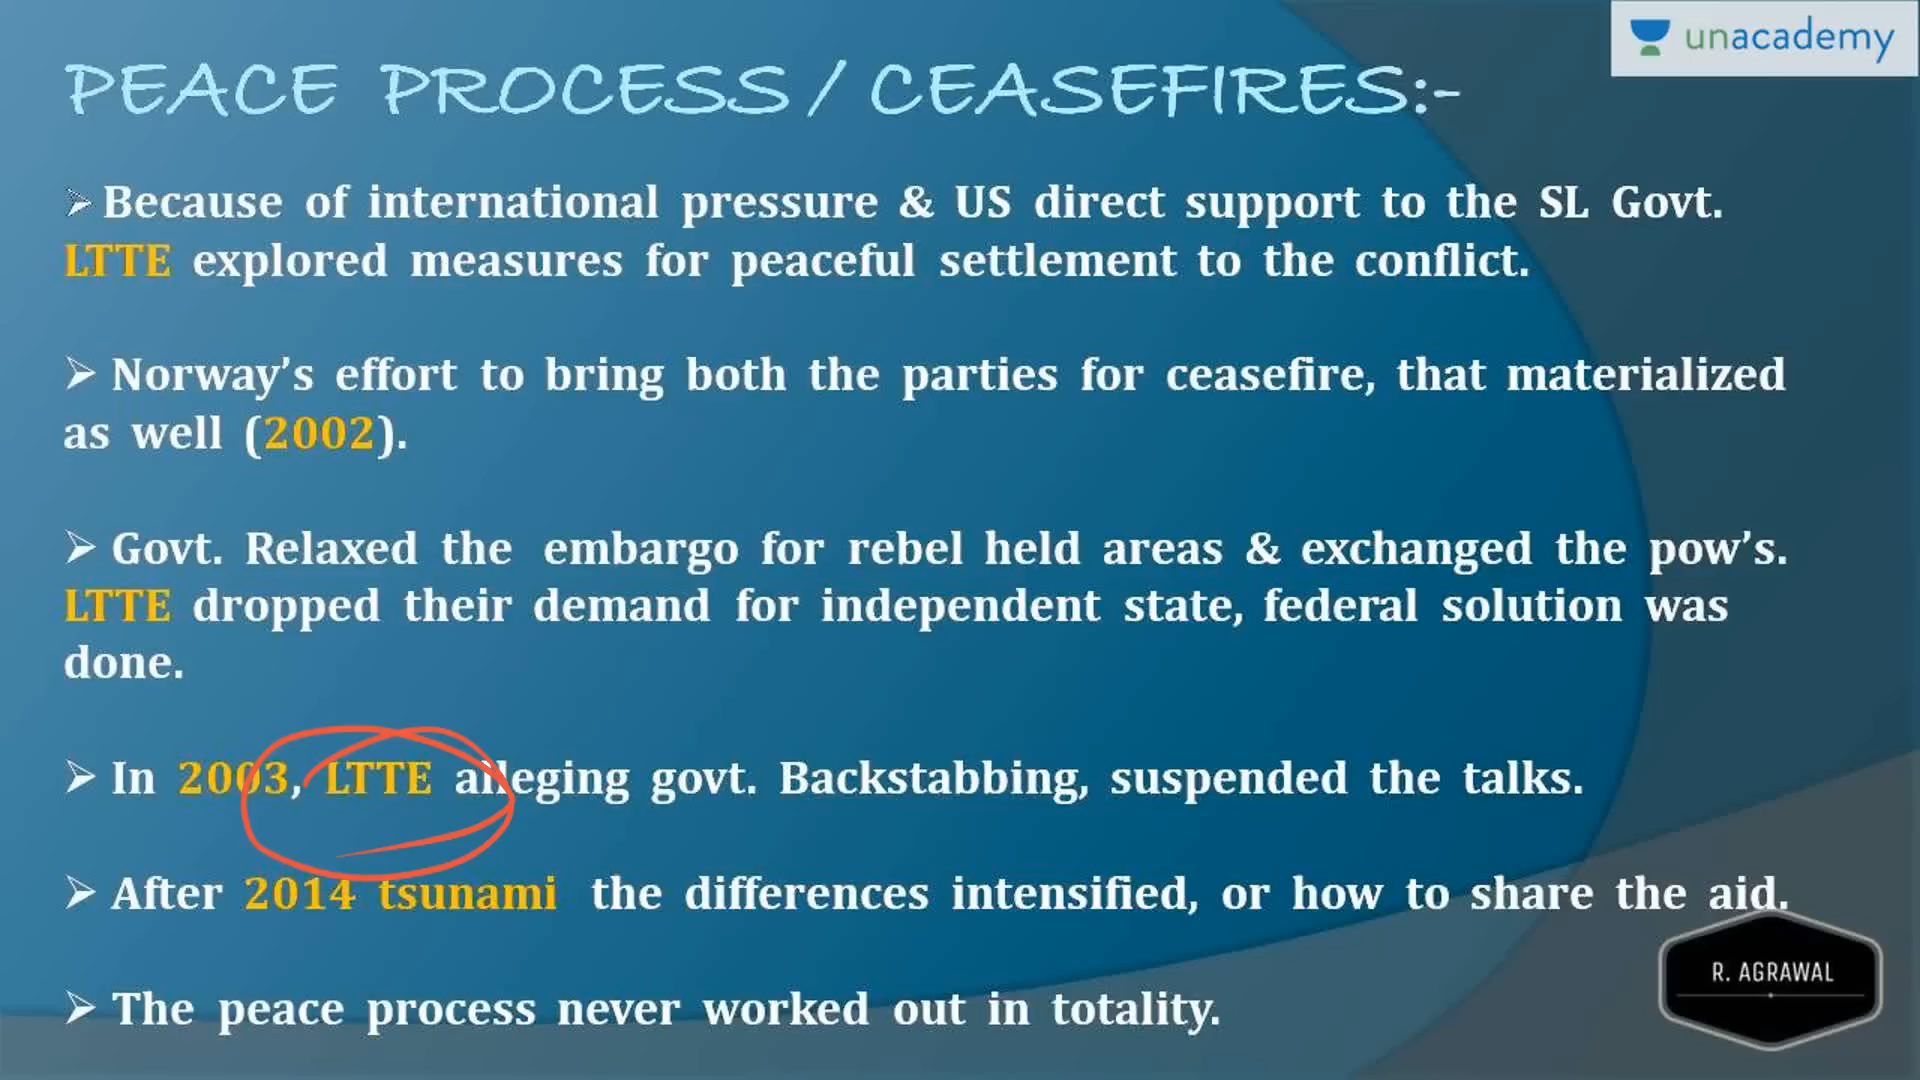 unacademy
PEACE PROCESS / CEASEFIRES:-
➢ Because of international pressure & US direct support to the SL Govt.
LTTE explored measures for peaceful settlement to the conflict.
➢ Norway’s effort to bring both the parties for ceasefire, that materialized
as well (2002).
➢ Govt. Relaxed the embargo for rebel held areas & exchanged the pow’s.
LTTE dropped their demand for independent state, federal solution was
done.
➢ In 2003, LTTE alleging govt. Backstabbing, suspended the talks.
➢ After 2014 tsunami the differences intensified, or how to share the aid.
➢ The peace process never worked out in totality.
R. AGRAWAL